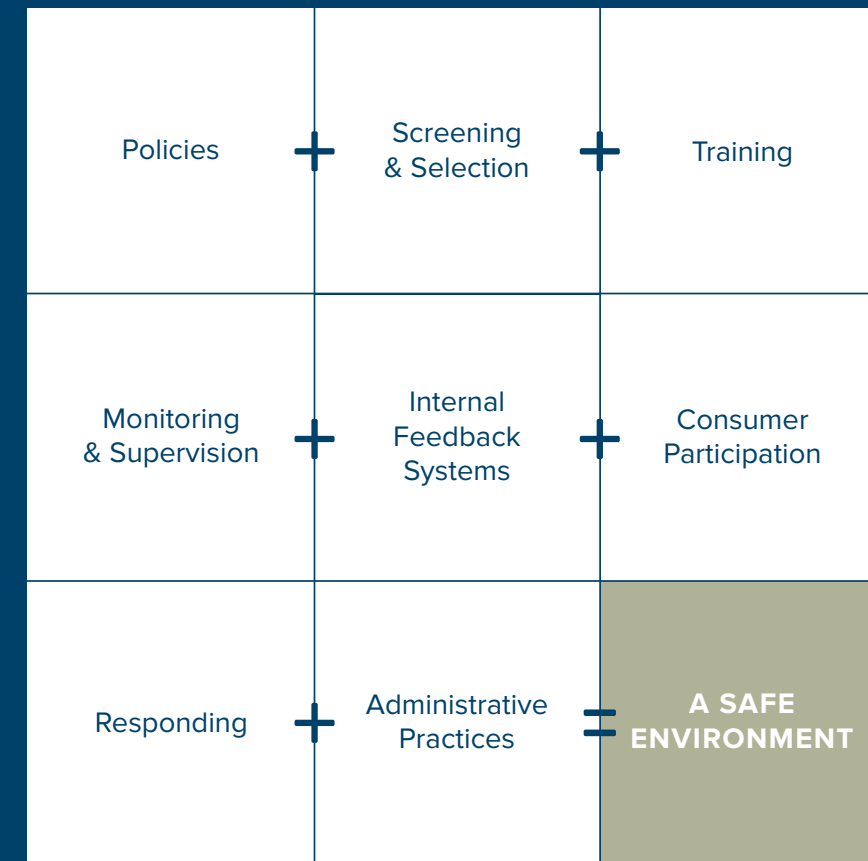 Policies
+
Screening
& Selection
+
Training
Monitoring
& Supervision
+
Internal
Feedback
Systems
+
Consumer
Participation
Responding
+
Administrative
Practices
=
A SAFE
ENVIRONMENT